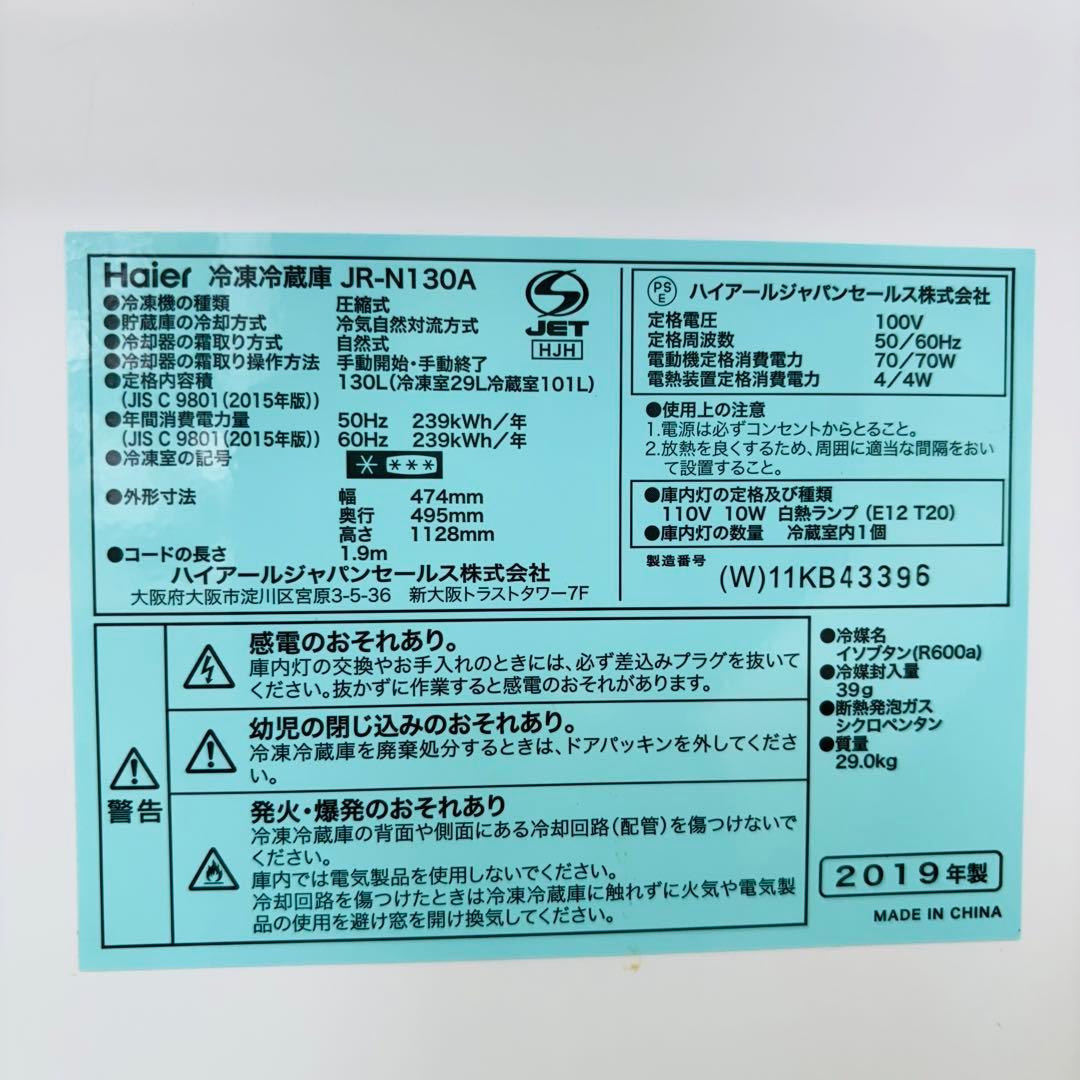 Haier 冷凍冷蔵庫 JR-N130A
●冷凍機の種類 圧縮式
●貯蔵庫の冷却方式 冷気自然対流方式
●冷却器の霜取り方式 自然式
●冷却器の霜取り操作方法 手動開始・手動終了
●定格内容積 130L(冷凍室29L冷蔵室101L)
(JIS C 9801(2015年版))
●年間消費電力量 50Hz 239kWh/年
(JIS C 9801(2015年版)) 60Hz 239kWh/年
●冷凍室の記号 * ***
●外形寸法 幅 474mm
奥行 495mm
高さ 1128mm
●コードの長さ 1.9m
ハイアールジャパンセールス株式会社
大阪府大阪市淀川区宮原3-5-36 新大阪トラストタワー7F
S
JET
HJH
PS
E
ハイアールジャパンセールス株式会社
定格電圧 100V
定格周波数 50/60Hz
電動機定格消費電力 70/70W
電熱装置定格消費電力 4/4W
●使用上の注意
1.電源は必ずコンセントからとること。
2.放熱を良くするため、周囲に適当な間隔をおい
て設置すること。
●庫内灯の定格及び種類
110V 10W 白熱ランプ (E12 T20)
●庫内灯の数量 冷蔵室内1個
製造番号
(W)11KB43396
警告
感電のおそれあり。
庫内灯の交換やお手入れのときには、必ず差込みプラグを抜いて
ください。抜かずに作業すると感電のおそれがあります。
幼児の閉じ込みのおそれあり。
冷凍冷蔵庫を廃棄処分するときは、ドアパッキンを外してくださ
い。
発火・爆発のおそれあり
冷凍冷蔵庫の背面や側面にある冷却回路(配管)を傷つけないで
ください。
庫内では電気製品を使用しないでください。
冷却回路を傷つけたときは冷凍冷蔵庫に触れずに火気や電気製
品の使用を避け窓を開け換気してください。
●冷媒名
イソブタン(R600a)
●冷媒封入量
39g
●断熱発泡ガス
シクロペンタン
●質量
29.0kg
2019年製
MADE IN CHINA